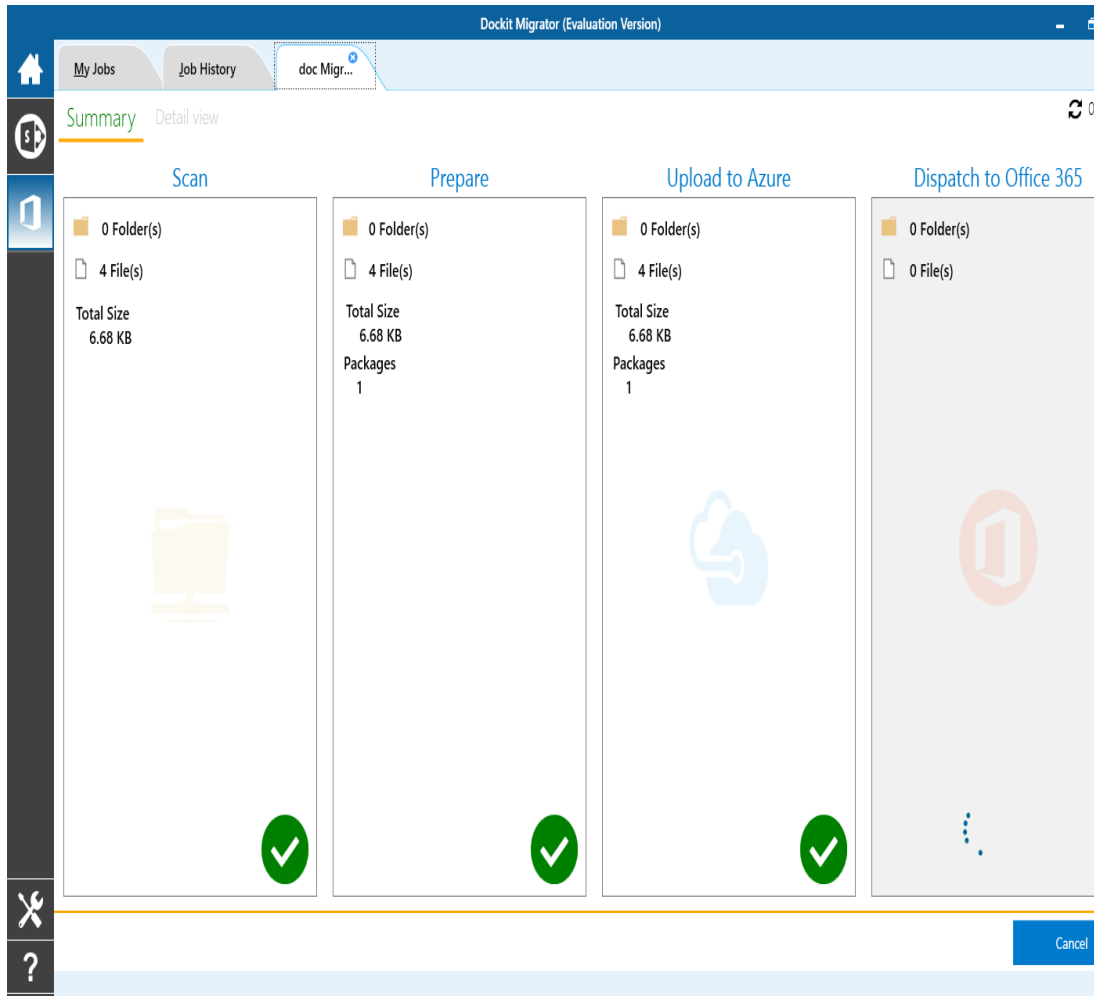 Dockit Migrator (Evaluation Version)
My Jobs
Job History
doc Migr...
Summary
Detail view
0
Scan
0 Folder(s)
4 File(s)
Total Size
6.68 KB
Prepare
0 Folder(s)
4 File(s)
Total Size
6.68 KB
Packages
1
Upload to Azure
0 Folder(s)
4 File(s)
Total Size
6.68 KB
Packages
1
Dispatch to Office 365
0 Folder(s)
0 File(s)
Cancel